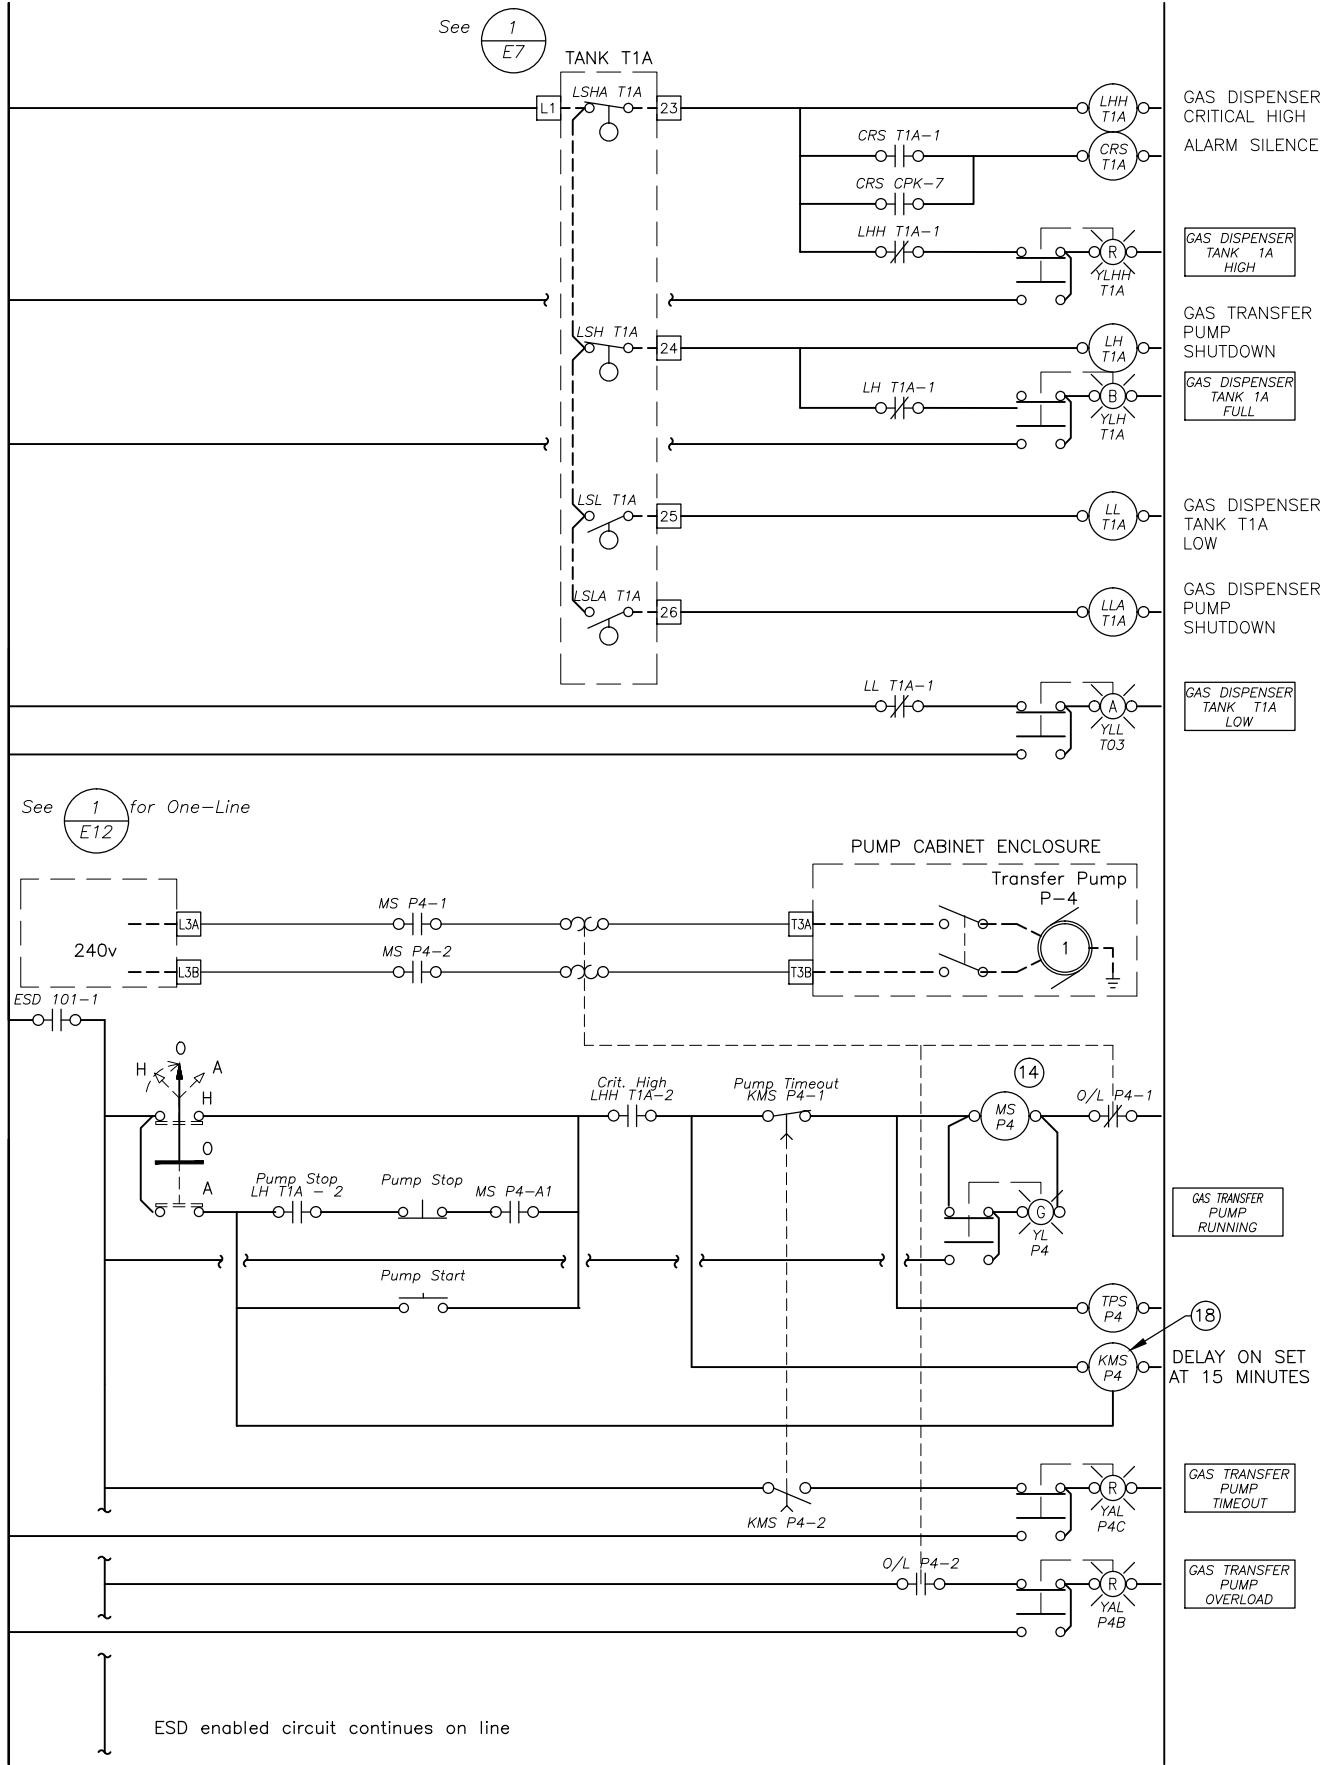 See
1
E7
TANK T1A
LSHA T1A
L1
23
LHH
T1A
GAS DISPENSER
CRITICAL HIGH
CRS T1A-1
CRS
T1A
ALARM SILENCE
CRS CPK-7
LHH T1A-1
R
YLHH
T1A
GAS DISPENSER
TANK 1A
HIGH
LSH T1A
24
LH
T1A
GAS TRANSFER
PUMP
SHUTDOWN
LH T1A-1
B
YLH
T1A
GAS DISPENSER
TANK 1A
FULL
LSL T1A
25
LL
T1A
GAS DISPENSER
TANK T1A
LOW
LSLA T1A
26
LLA
T1A
GAS DISPENSER
PUMP
SHUTDOWN
LL T1A-1
A
YLL
T03
GAS DISPENSER
TANK T1A
LOW
See
1
E12
for One-Line
PUMP CABINET ENCLOSURE
Transfer Pump
P-4
240v
L3A
MS P4-1
T3A
L3B
MS P4-2
T3B
1
ESD 101-1
O
H
A
H
O
A
Crit. High
LHH T1A-2
Pump Timeout
KMS P4-1
14
MS
P4
O/L P4-1
Pump Stop
LH T1A - 2
Pump Stop
MS P4-A1
G
YL
P4
GAS TRANSFER
PUMP
RUNNING
Pump Start
TPS
P4
18
KMS
P4
DELAY ON SET
AT 15 MINUTES
KMS P4-2
R
YAL
P4C
GAS TRANSFER
PUMP
TIMEOUT
O/L P4-2
R
YAL
P4B
GAS TRANSFER
PUMP
OVERLOAD
ESD enabled circuit continues on line